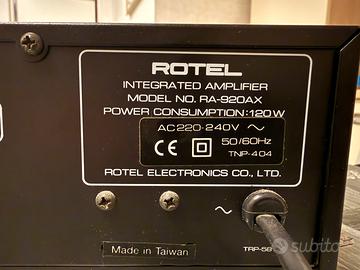 ROTEL
INTEGRATED AMPLIFIER
MODEL NO. RA-920AX
POWER CONSUMPTION:120W
AC220-240V ~
CE 50/60Hz
TNP-404
ROTEL ELECTRONICS CO., LTD.
~
Made in Taiwan
TRP-58
subito